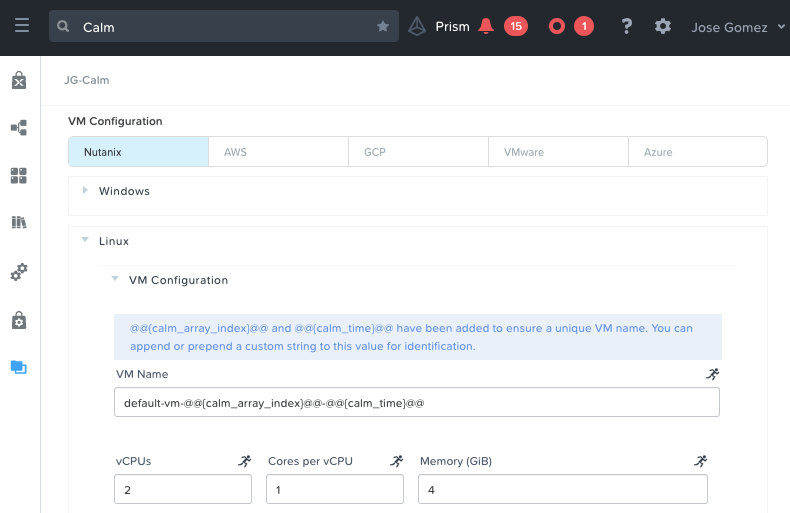 Calm
Prism
15
1
?
Jose Gomez
JG-Calm
VM Configuration
Nutanix
AWS
GCP
VMware
Azure
Windows
Linux
VM Configuration
@@{calm_array_index}@@ and @@{calm_time}@@ have been added to ensure a unique VM name. You can
append or prepend a custom string to this value for identification.
VM Name
default-vm-@@{calm_array_index}@@-@@{calm_time}@@
vCPUs
Cores per vCPU
Memory (GiB)
2
1
4